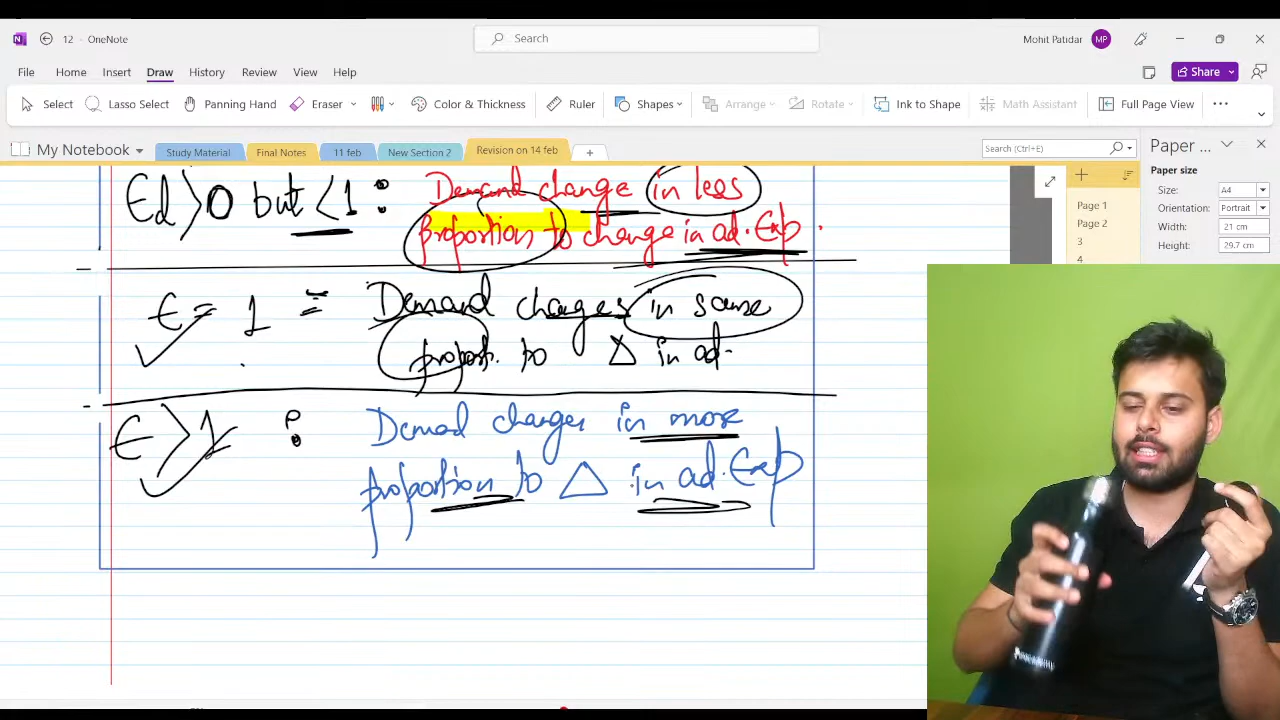 12 - OneNote
Search
Mohit Patidar
MP
File Home Insert Draw History Review View Help
Share
Select Lasso Select Panning Hand Eraser Color & Thickness Ruler Shapes Arrange Rotate Ink to Shape Math Assistant Full Page View
My Notebook
Study Material Final Notes 11 feb New Section 2 Revision on 14 feb
Search (Ctrl+E)
Paper ...
Size: A4
Orientation: Portrait
Width: 21 cm
Height: 29.7 cm
Page 1
Page 2
3
4
Ed > 0 but < 1 : Demand change in less
proportion to change in ad. Exp.
E = 1 = Demand changes in same
proport. to Δ in ad.
E > 1 : Demad changes in more
proportion to Δ in ad. Exp